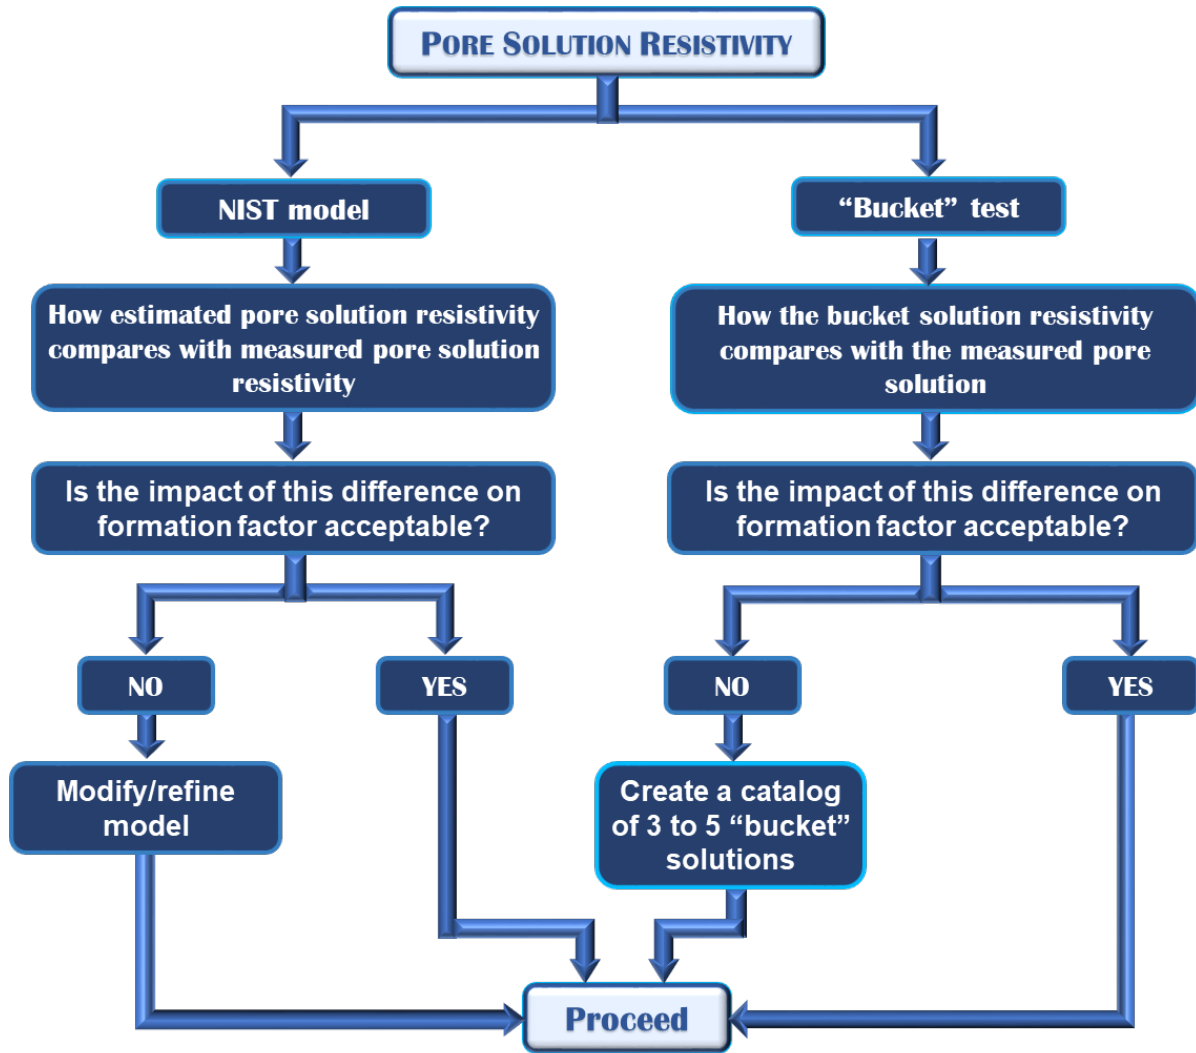 PORE SOLUTION RESISTIVITY
NIST model
"Bucket" test
How estimated pore solution resistivity
compares with measured pore solution
resistivity
How the bucket solution resistivity
compares with the measured pore
solution
Is the impact of this difference on
formation factor acceptable?
Is the impact of this difference on
formation factor acceptable?
NO
YES
NO
YES
Modify/refine
model
Create a catalog
of 3 to 5 “bucket”
solutions
Proceed